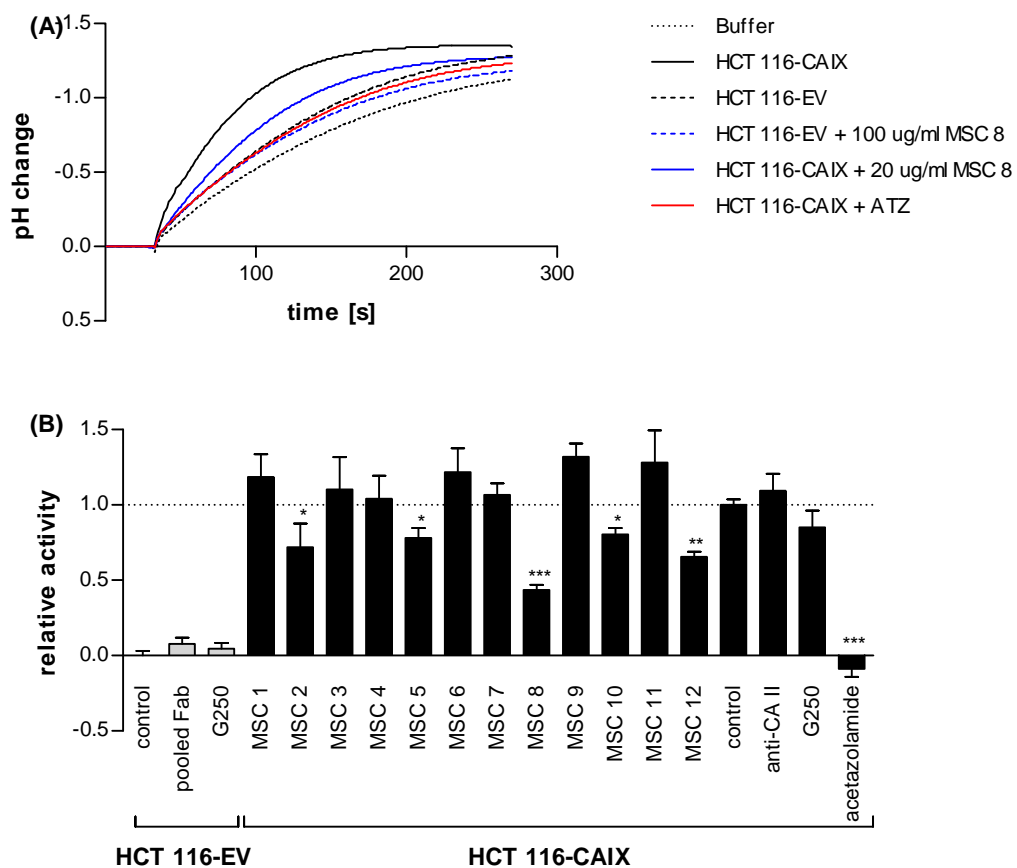 (A)
-1.5
-1.0
-0.5
0.0
0.5
pH change
100
200
300
time [s]
Buffer
HCT 116-CAIX
HCT 116-EV
HCT 116-EV + 100 ug/ml MSC 8
HCT 116-CAIX + 20 ug/ml MSC 8
HCT 116-CAIX + ATZ
(B)
1.5
1.0
0.5
0.0
-0.5
relative activity
*
*
***
*
**
***
control
pooled Fab
G250
MSC 1
MSC 2
MSC 3
MSC 4
MSC 5
MSC 6
MSC 7
MSC 8
MSC 9
MSC 10
MSC 11
MSC 12
control
anti-CA II
G250
acetazolamide
HCT 116-EV
HCT 116-CAIX